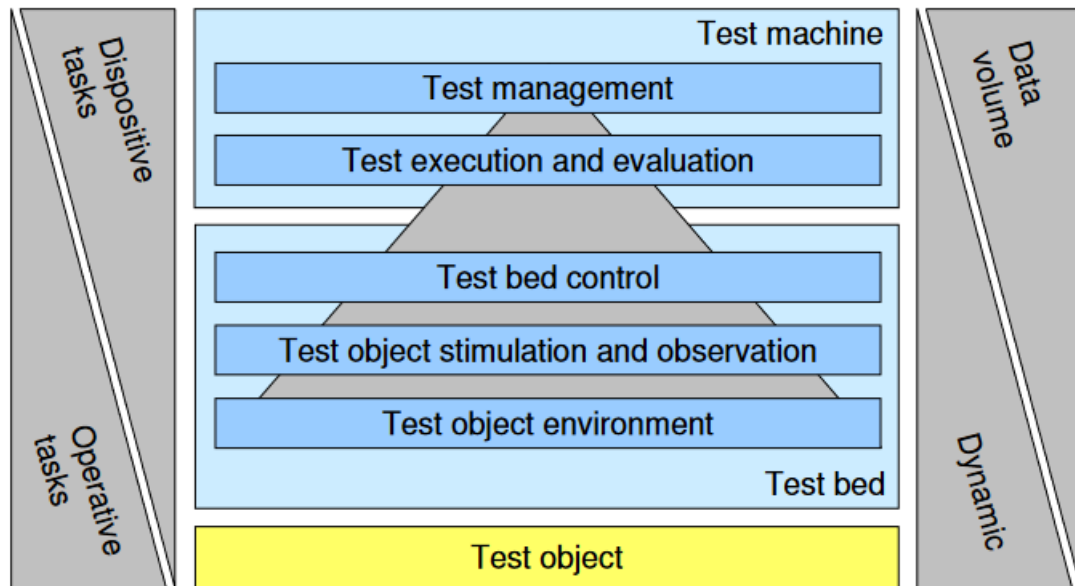 Dispositive
tasks
Operative
tasks
Test machine
Test management
Test execution and evaluation
Test bed control
Test object stimulation and observation
Test object environment
Test bed
Test object
Data
volume
Dynamic